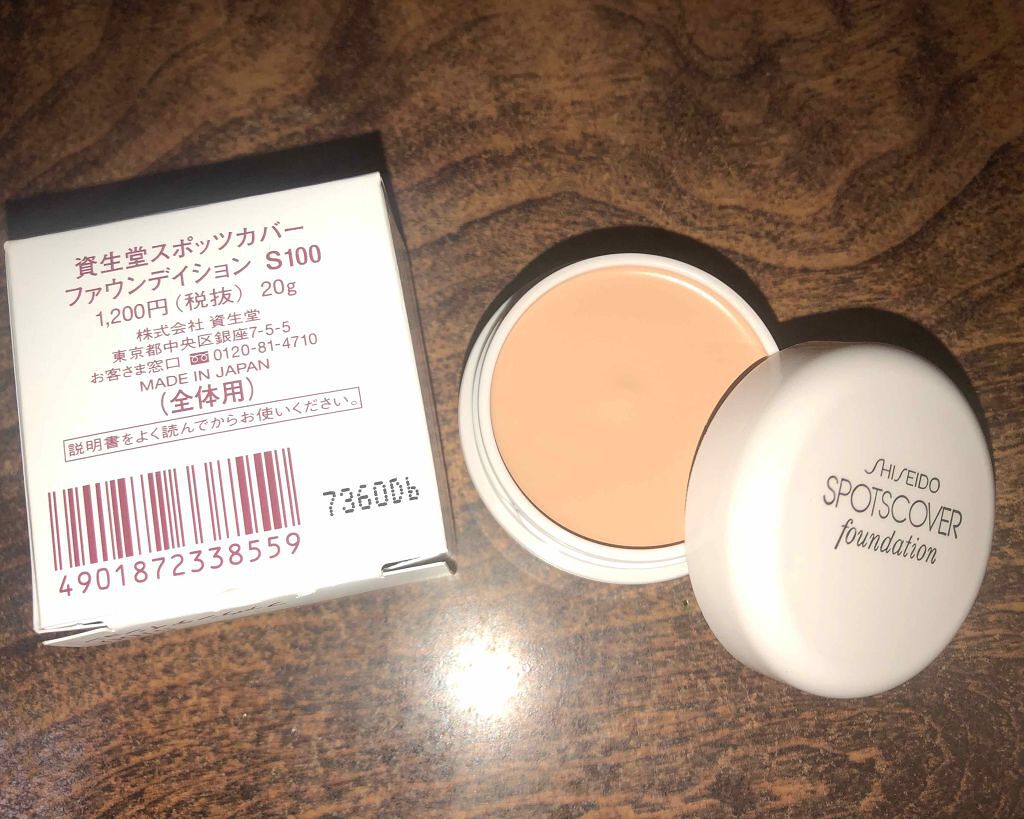 資生堂スポッツカバー
ファウンデイション S100
1,200円(税抜) 20g
株式会社 資生堂
東京都中央区銀座7-5-5
お客さま窓口 0120-81-4710
MADE IN JAPAN
(全体用)
説明書をよく読んでからお使いください。
4901872338559
736006
SHISEIDO
SPOTSCOVER
foundation